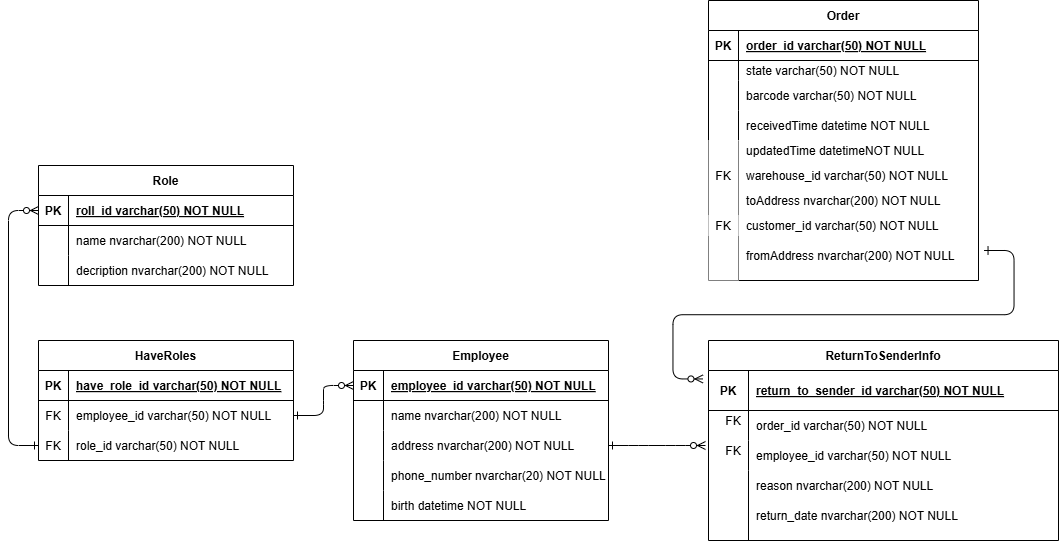 Order
PK order_id varchar(50) NOT NULL
state varchar(50) NOT NULL
barcode varchar(50) NOT NULL
receivedTime datetime NOT NULL
updatedTime datetimeNOT NULL
FK warehouse_id varchar(50) NOT NULL
toAddress nvarchar(200) NOT NULL
FK customer_id varchar(50) NOT NULL
fromAddress nvarchar(200) NOT NULL
Role
PK roll_id varchar(50) NOT NULL
name nvarchar(200) NOT NULL
decription nvarchar(200) NOT NULL
HaveRoles
PK have_role_id varchar(50) NOT NULL
FK employee_id varchar(50) NOT NULL
FK role_id varchar(50) NOT NULL
Employee
PK employee_id varchar(50) NOT NULL
name nvarchar(200) NOT NULL
address nvarchar(200) NOT NULL
phone_number nvarchar(20) NOT NULL
birth datetime NOT NULL
ReturnToSenderInfo
PK return_to_sender_id varchar(50) NOT NULL
FK order_id varchar(50) NOT NULL
FK employee_id varchar(50) NOT NULL
reason nvarchar(200) NOT NULL
return_date nvarchar(200) NOT NULL